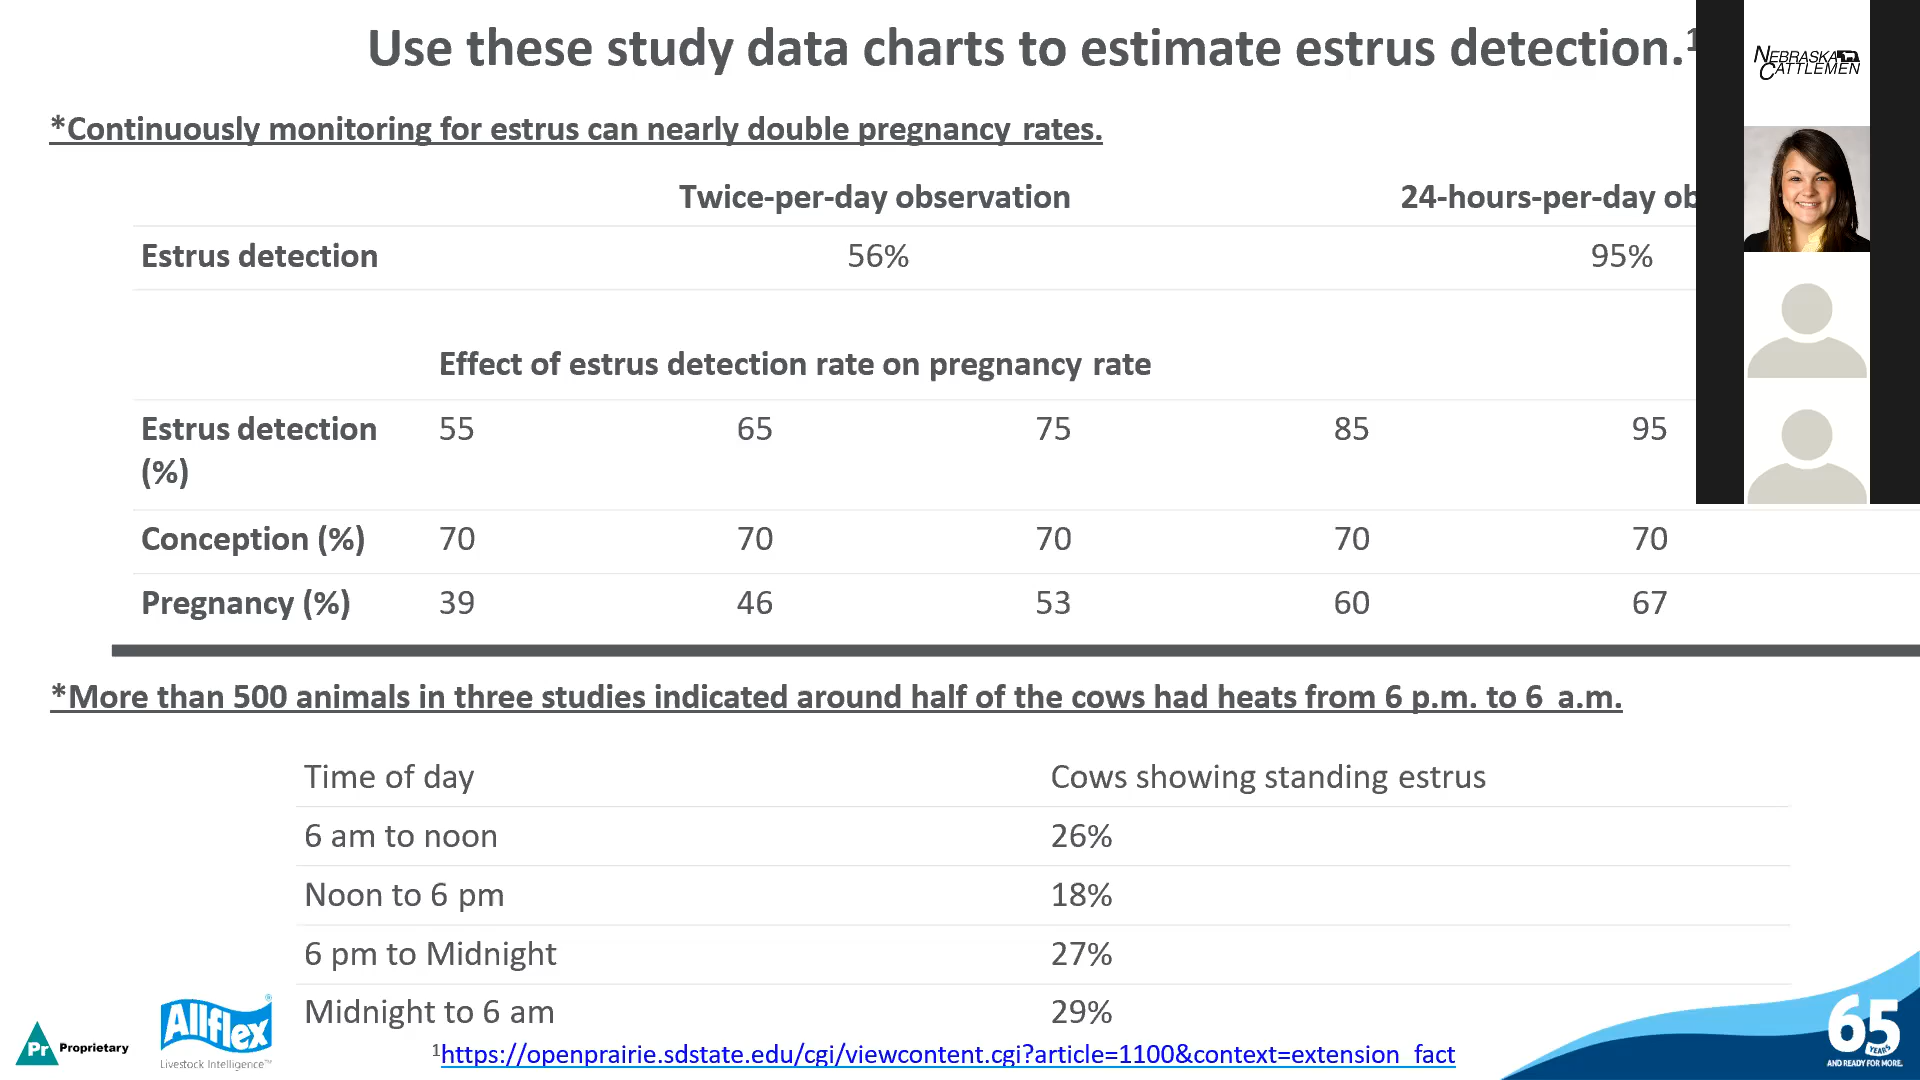 Use these study data charts to estimate estrus detection.1
NEBRASKA
CATTLEMEN
*Continuously monitoring for estrus can nearly double pregnancy rates.
Twice-per-day observation 24-hours-per-day ob
Estrus detection 56% 95%
Effect of estrus detection rate on pregnancy rate
Estrus detection 55 65 75 85 95
(%)
Conception (%) 70 70 70 70 70
Pregnancy (%) 39 46 53 60 67
*More than 500 animals in three studies indicated around half of the cows had heats from 6 p.m. to 6 a.m.
Time of day Cows showing standing estrus
6 am to noon 26%
Noon to 6 pm 18%
6 pm to Midnight 27%
Midnight to 6 am 29%
Pr Proprietary
Allflex®
Livestock Intelligence™
1https://openprairie.sdstate.edu/cgi/viewcontent.cgi?article=1100&context=extension_fact
65
YEARS
AND READY FOR MORE.